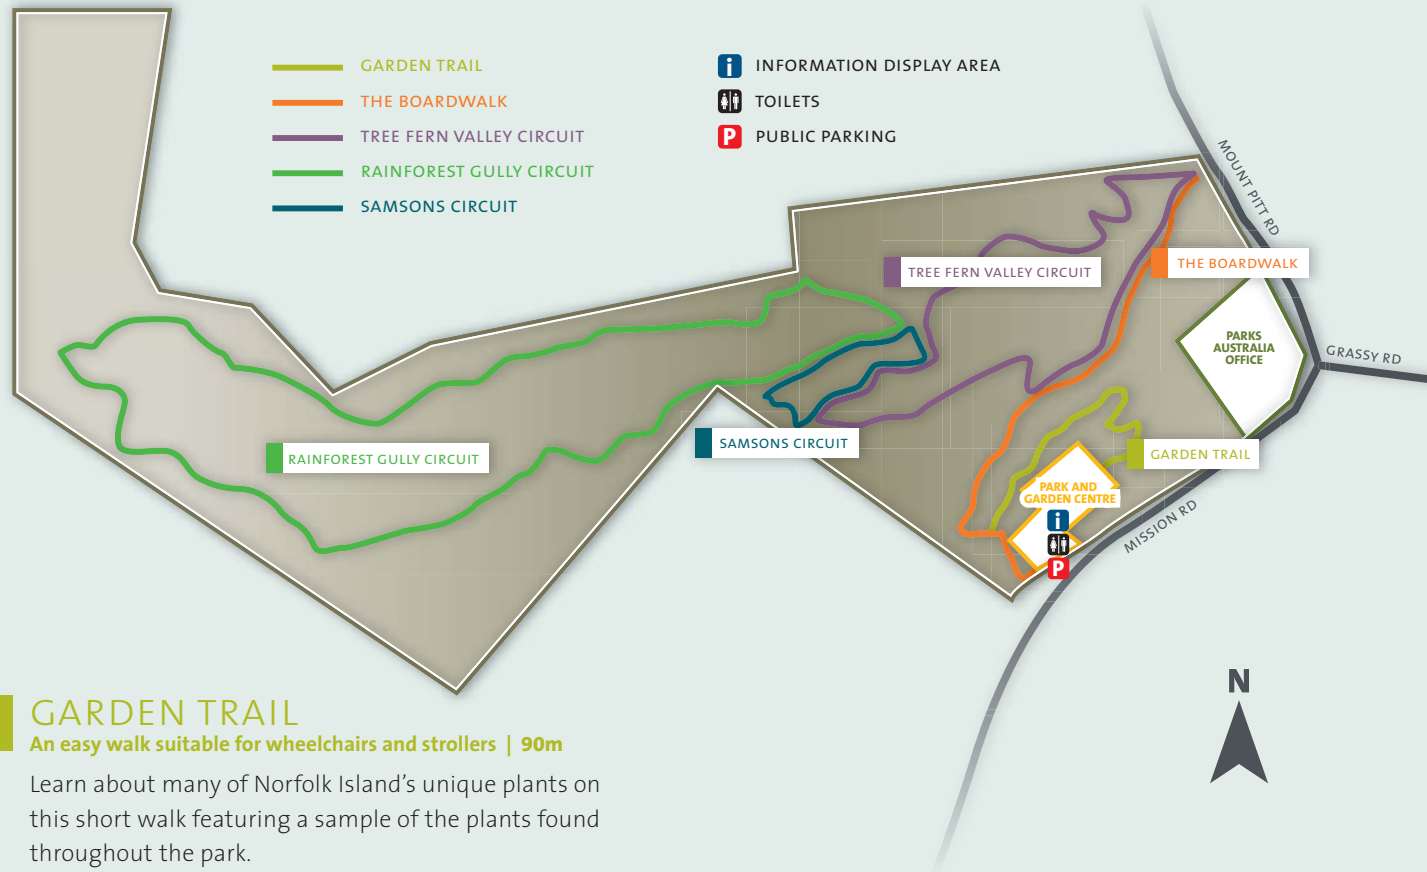 GARDEN TRAIL
THE BOARDWALK
TREE FERN VALLEY CIRCUIT
RAINFOREST GULLY CIRCUIT
SAMSONS CIRCUIT
i INFORMATION DISPLAY AREA
TOILETS
P PUBLIC PARKING
MOUNT PITT RD
TREE FERN VALLEY CIRCUIT
THE BOARDWALK
PARKS
AUSTRALIA
OFFICE
GRASSY RD
SAMSONS CIRCUIT
RAINFOREST GULLY CIRCUIT
GARDEN TRAIL
PARK AND
GARDEN CENTRE
i
P
MISSION RD
N
GARDEN TRAIL
An easy walk suitable for wheelchairs and strollers | 90m
Learn about many of Norfolk Island’s unique plants on
this short walk featuring a sample of the plants found
throughout the park.